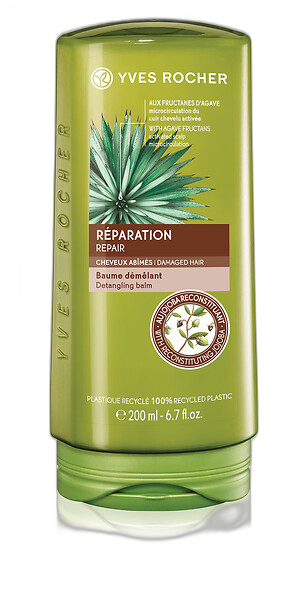 YVES ROCHER
AUX FRUCTANES D'AGAVE
microcirculation du
cuir chevelu activée
WITH AGAVE FRUCTANS
activated scalp
microcirculation
RÉPARATION
REPAIR
CHEVEUX ABÎMÉS | DAMAGED HAIR
Baume démêlant
Detangling balm
AU JOJOBA RECONSTITUANT
WITH RECONSTITUTING JOJOBA
PLASTIQUE RECYCLÉ 100% RECYCLED PLASTIC
℮ 200 ml - 6.7 fl.oz.
YVES ROCHER